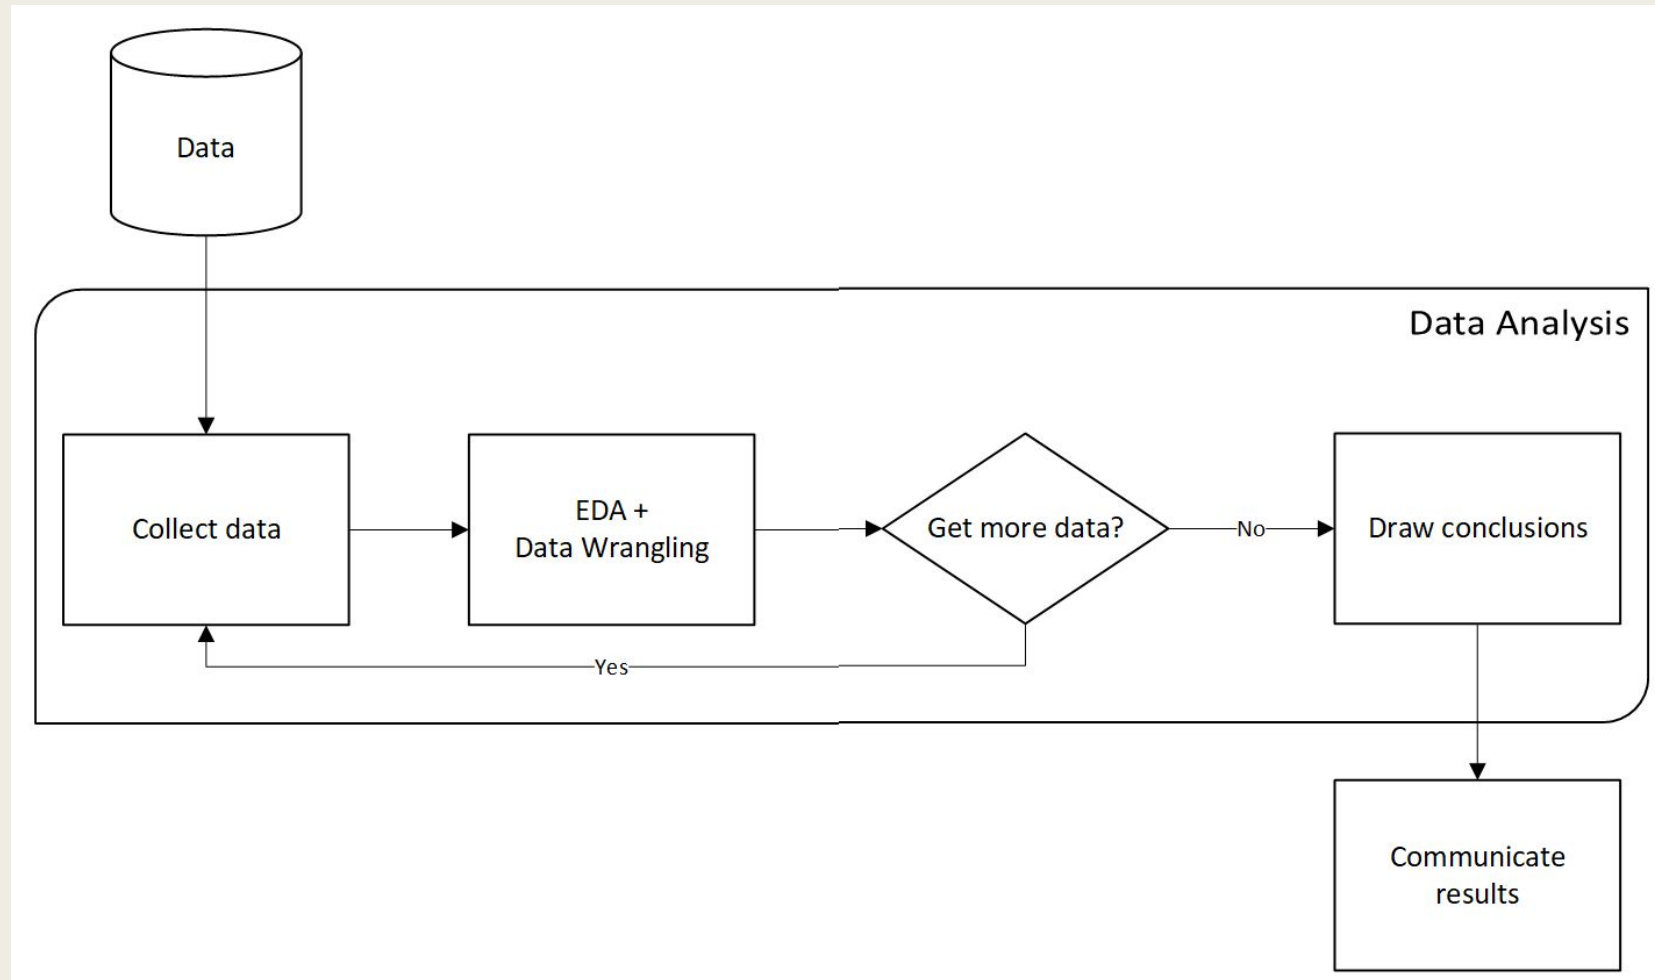 Data
Data Analysis
Collect data
EDA +
Data Wrangling
Get more data?
No
Draw conclusions
Yes
Communicate
results